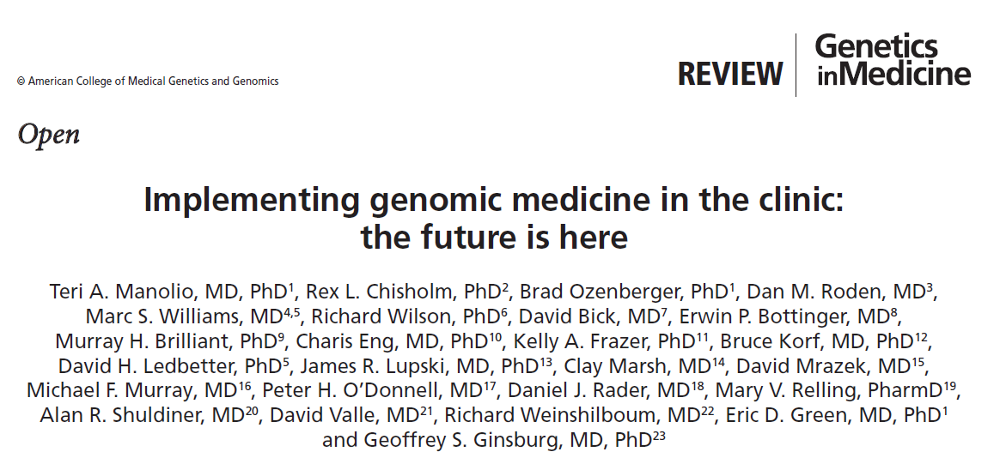 © American College of Medical Genetics and Genomics
REVIEW
Genetics
inMedicine
Open
Implementing genomic medicine in the clinic:
the future is here
Teri A. Manolio, MD, PhD¹, Rex L. Chisholm, PhD², Brad Ozenberger, PhD¹, Dan M. Roden, MD³,
Marc S. Williams, MD⁴,⁵, Richard Wilson, PhD⁶, David Bick, MD⁷, Erwin P. Bottinger, MD⁸,
Murray H. Brilliant, PhD⁹, Charis Eng, MD, PhD¹⁰, Kelly A. Frazer, PhD¹¹, Bruce Korf, MD, PhD¹²,
David H. Ledbetter, PhD⁵, James R. Lupski, MD, PhD¹³, Clay Marsh, MD¹⁴, David Mrazek, MD¹⁵,
Michael F. Murray, MD¹⁶, Peter H. O’Donnell, MD¹⁷, Daniel J. Rader, MD¹⁸, Mary V. Relling, PharmD¹⁹,
Alan R. Shuldiner, MD²⁰, David Valle, MD²¹, Richard Weinshilboum, MD²², Eric D. Green, MD, PhD¹
and Geoffrey S. Ginsburg, MD, PhD²³